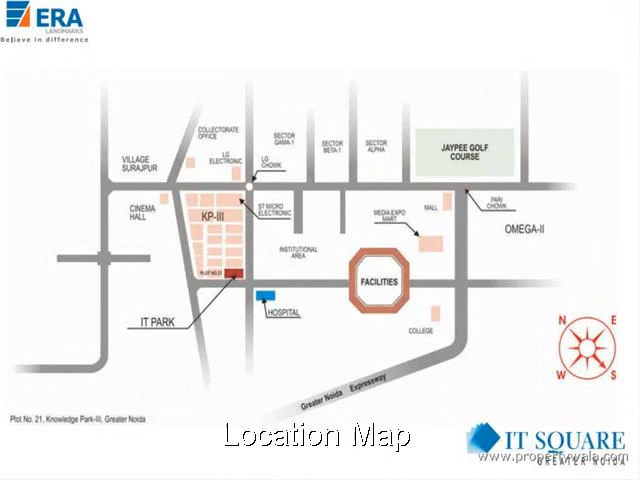 ERA
LANDMARKS
Believe in difference
COLLECTORATE
OFFICE
SECTOR
GAMA-1
SECTOR
BETA-1
SECTOR
ALPHA
JAYPEE GOLF
COURSE
VILLAGE
SURAJPUR
LG
ELECTRONIC
LG
CHOWK
CINEMA
HALL
KP-III
ST MICRO
ELECTRONIC
MEDIA EXPO
MART
MALL
PARI
CHOWK
OMEGA-II
INSTITUTIONAL
AREA
PLOT NO.21
FACILITIES
IT PARK
HOSPITAL
COLLEGE
N
E
W
S
Greater Noida Expressway
Plot No. 21, Knowledge Park-III, Greater Noida
Location Map
IT SQUARE
GREATER NOIDA
www.propertywala.com